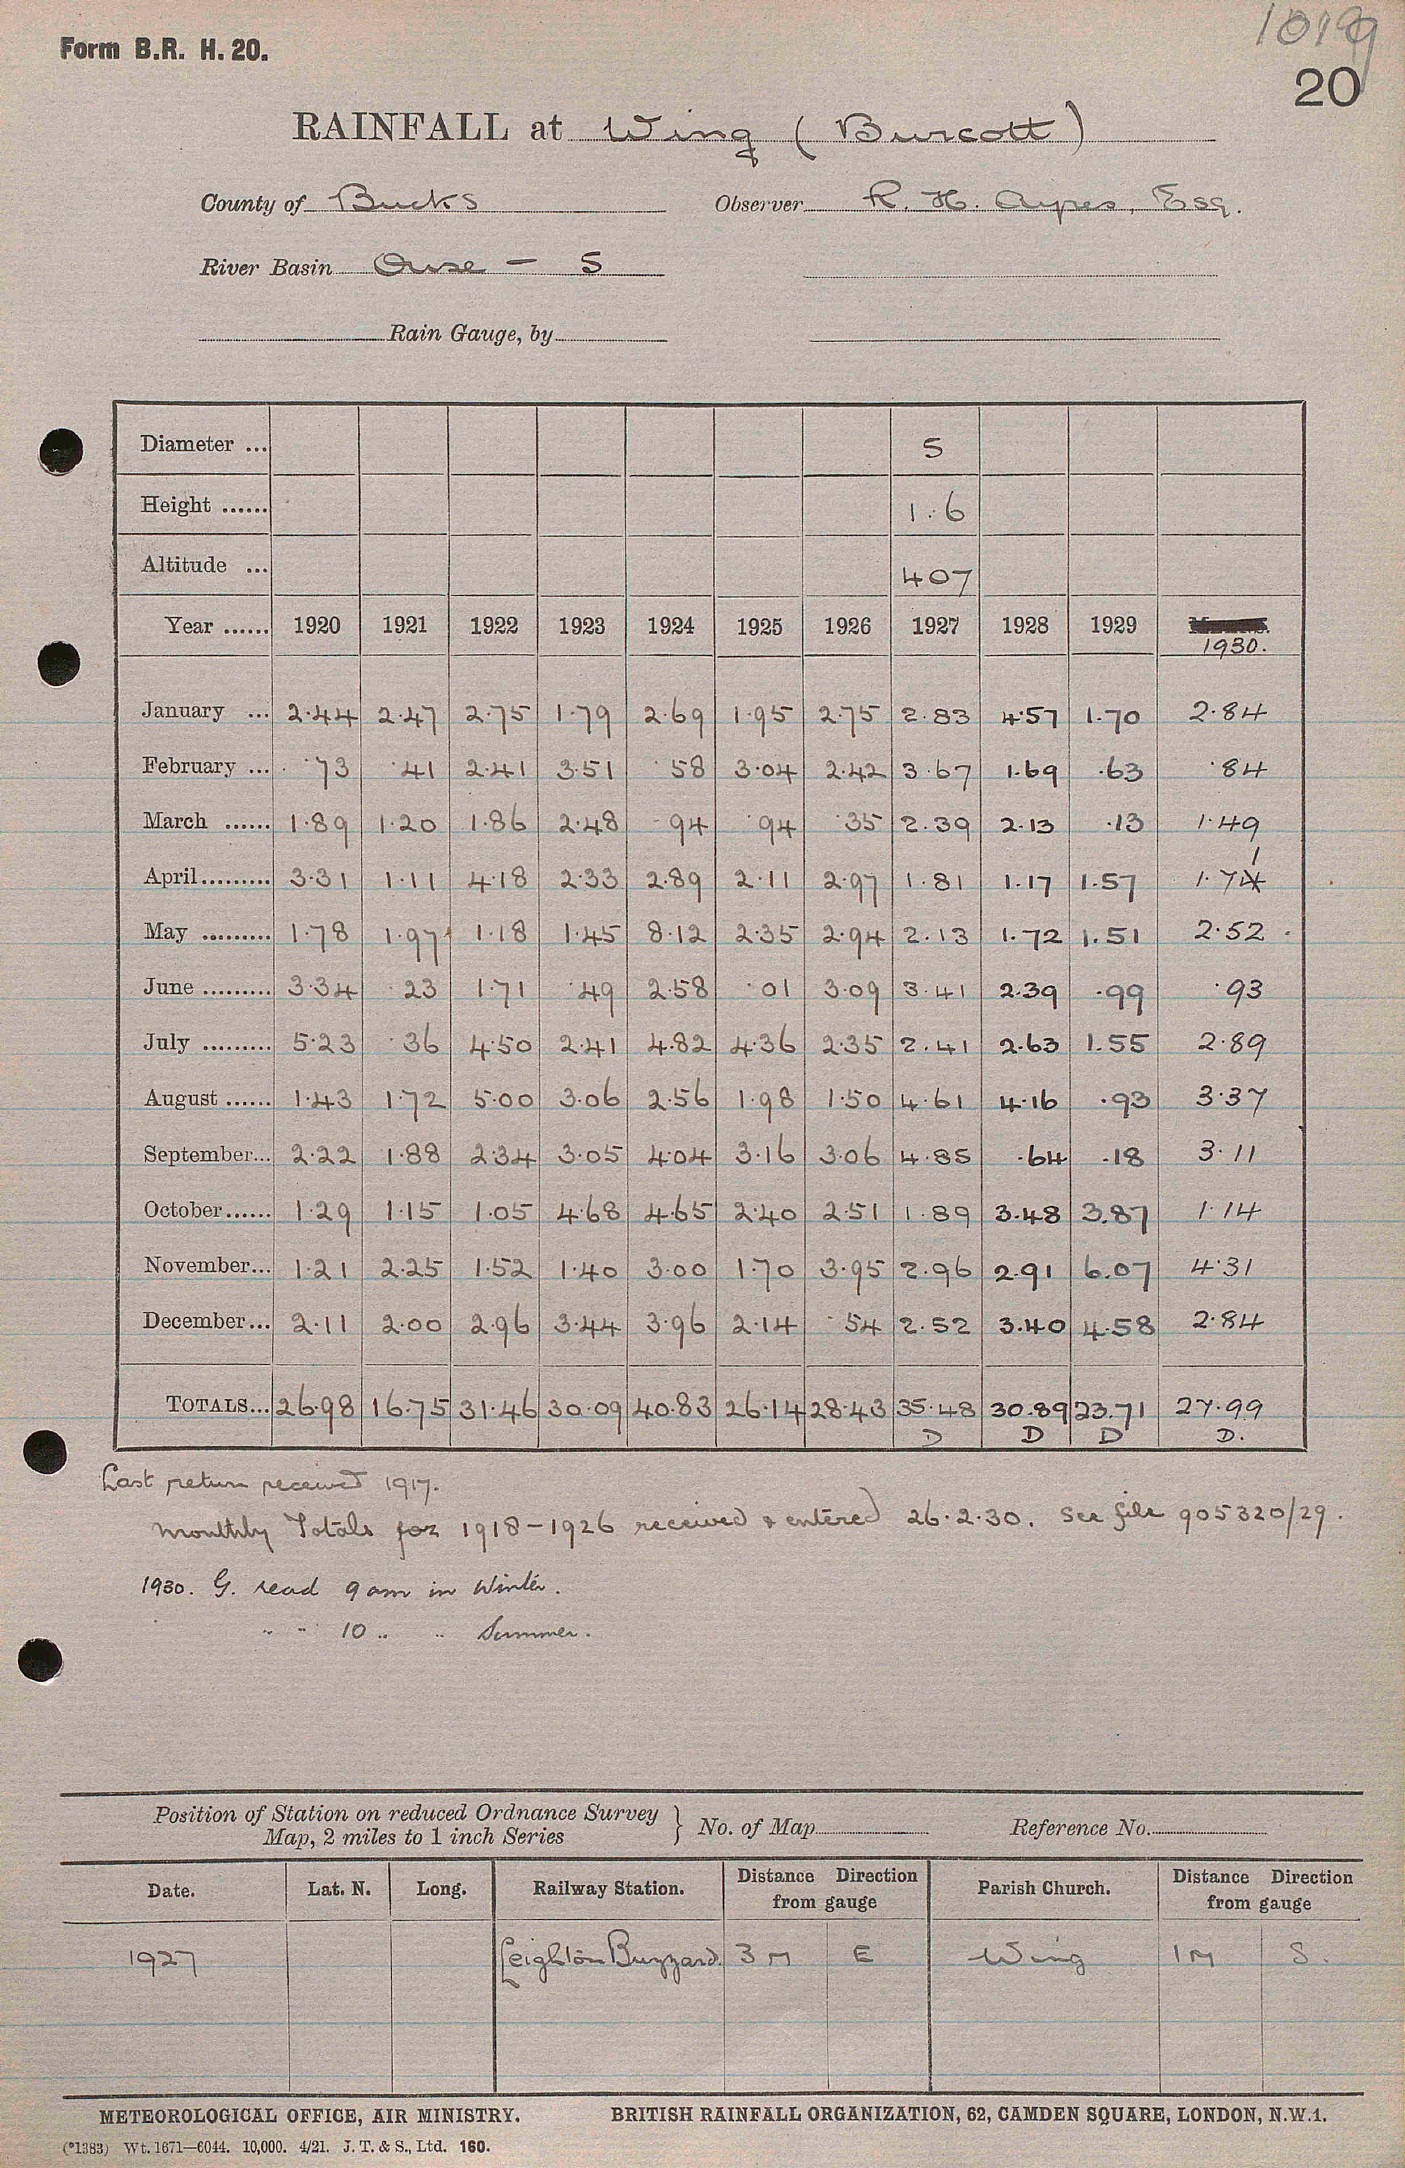 Form B.R. H. 20.
20
RAINFALL at Wing (Burcott)
County of Bucks Observer R. H. Ayres, Esq.
River Basin Ouse - 5
Rain Gauge, by
Diameter ... 5
Height ...... 1.6
Altitude ... 407
Year ...... 1920 1921 1922 1923 1924 1925 1926 1927 1928 1929 1930.
January ... 2.44 2.47 2.75 1.79 2.69 1.95 2.75 2.83 4.57 1.70 2.84
February ... .73 .41 2.41 3.51 .58 3.04 2.42 3.67 1.69 .63 .84
March ...... 1.89 1.20 1.86 2.48 .94 .94 .35 2.39 2.13 .13 1.49
April......... 3.31 1.11 4.18 2.33 2.89 2.11 2.97 1.81 1.17 1.57 1.71
May ......... 1.78 1.97 1.18 1.45 8.12 2.35 2.94 2.13 1.72 1.51 2.52
June ......... 3.34 .23 1.71 .49 2.58 .01 3.09 3.41 2.39 .99 .93
July ......... 5.23 .36 4.50 2.41 4.82 4.36 2.35 2.41 2.63 1.55 2.89
August ...... 1.43 1.72 5.00 3.06 2.56 1.98 1.50 4.61 4.16 .93 3.37
September... 2.22 1.88 2.34 3.05 4.04 3.16 3.06 4.85 .64 .18 3.11
October...... 1.29 1.15 1.05 4.68 4.65 2.40 2.51 1.89 3.48 3.87 1.14
November... 1.21 2.25 1.52 1.40 3.00 1.70 3.95 2.96 2.91 6.07 4.31
December... 2.11 2.00 2.96 3.44 3.96 2.14 .54 2.52 3.40 4.58 2.84
TOTALS... 26.98 16.75 31.46 30.09 40.83 26.14 28.43 35.48 30.89 23.71 27.99
D D D D.
Last return received 1917.
Monthly Totals for 1918-1926 received & entered 26.2.30. See file 905320/29.
1930. G. read 9 am in Winter.
" " 10 " " Summer.
Position of Station on reduced Ordnance Survey
Map, 2 miles to 1 inch Series } No. of Map Reference No.
Date. Lat. N. Long. Railway Station. Distance Direction from gauge Parish Church. Distance Direction from gauge
1927 Leighton Buzzard. 3 M E Wing 1 M S.
METEOROLOGICAL OFFICE, AIR MINISTRY. BRITISH RAINFALL ORGANIZATION, 62, CAMDEN SQUARE, LONDON, N.W.1.
(*1383) Wt. 1671—6044. 10,000. 4/21. J. T. & S., Ltd. 160.